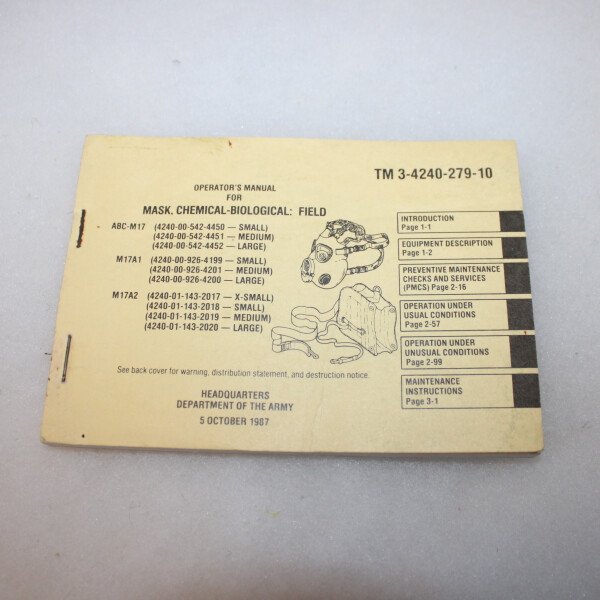 TM 3-4240-279-10
OPERATOR'S MANUAL
FOR
MASK, CHEMICAL-BIOLOGICAL: FIELD
ABC-M17 (4240-00-542-4450 — SMALL)
(4240-00-542-4451 — MEDIUM)
(4240-00-542-4452 — LARGE)
M17A1 (4240-00-926-4199 — SMALL)
(4240-00-926-4201 — MEDIUM)
(4240-00-926-4200 — LARGE)
M17A2 (4240-01-143-2017 — X-SMALL)
(4240-01-143-2018 — SMALL)
(4240-01-143-2019 — MEDIUM)
(4240-01-143-2020 — LARGE)
See back cover for warning, distribution statement, and destruction notice.
HEADQUARTERS
DEPARTMENT OF THE ARMY
5 OCTOBER 1987
INTRODUCTION
Page 1-1
EQUIPMENT DESCRIPTION
Page 1-2
PREVENTIVE MAINTENANCE
CHECKS AND SERVICES
(PMCS) Page 2-16
OPERATION UNDER
USUAL CONDITIONS
Page 2-57
OPERATION UNDER
UNUSUAL CONDITIONS
Page 2-99
MAINTENANCE
INSTRUCTIONS
Page 3-1